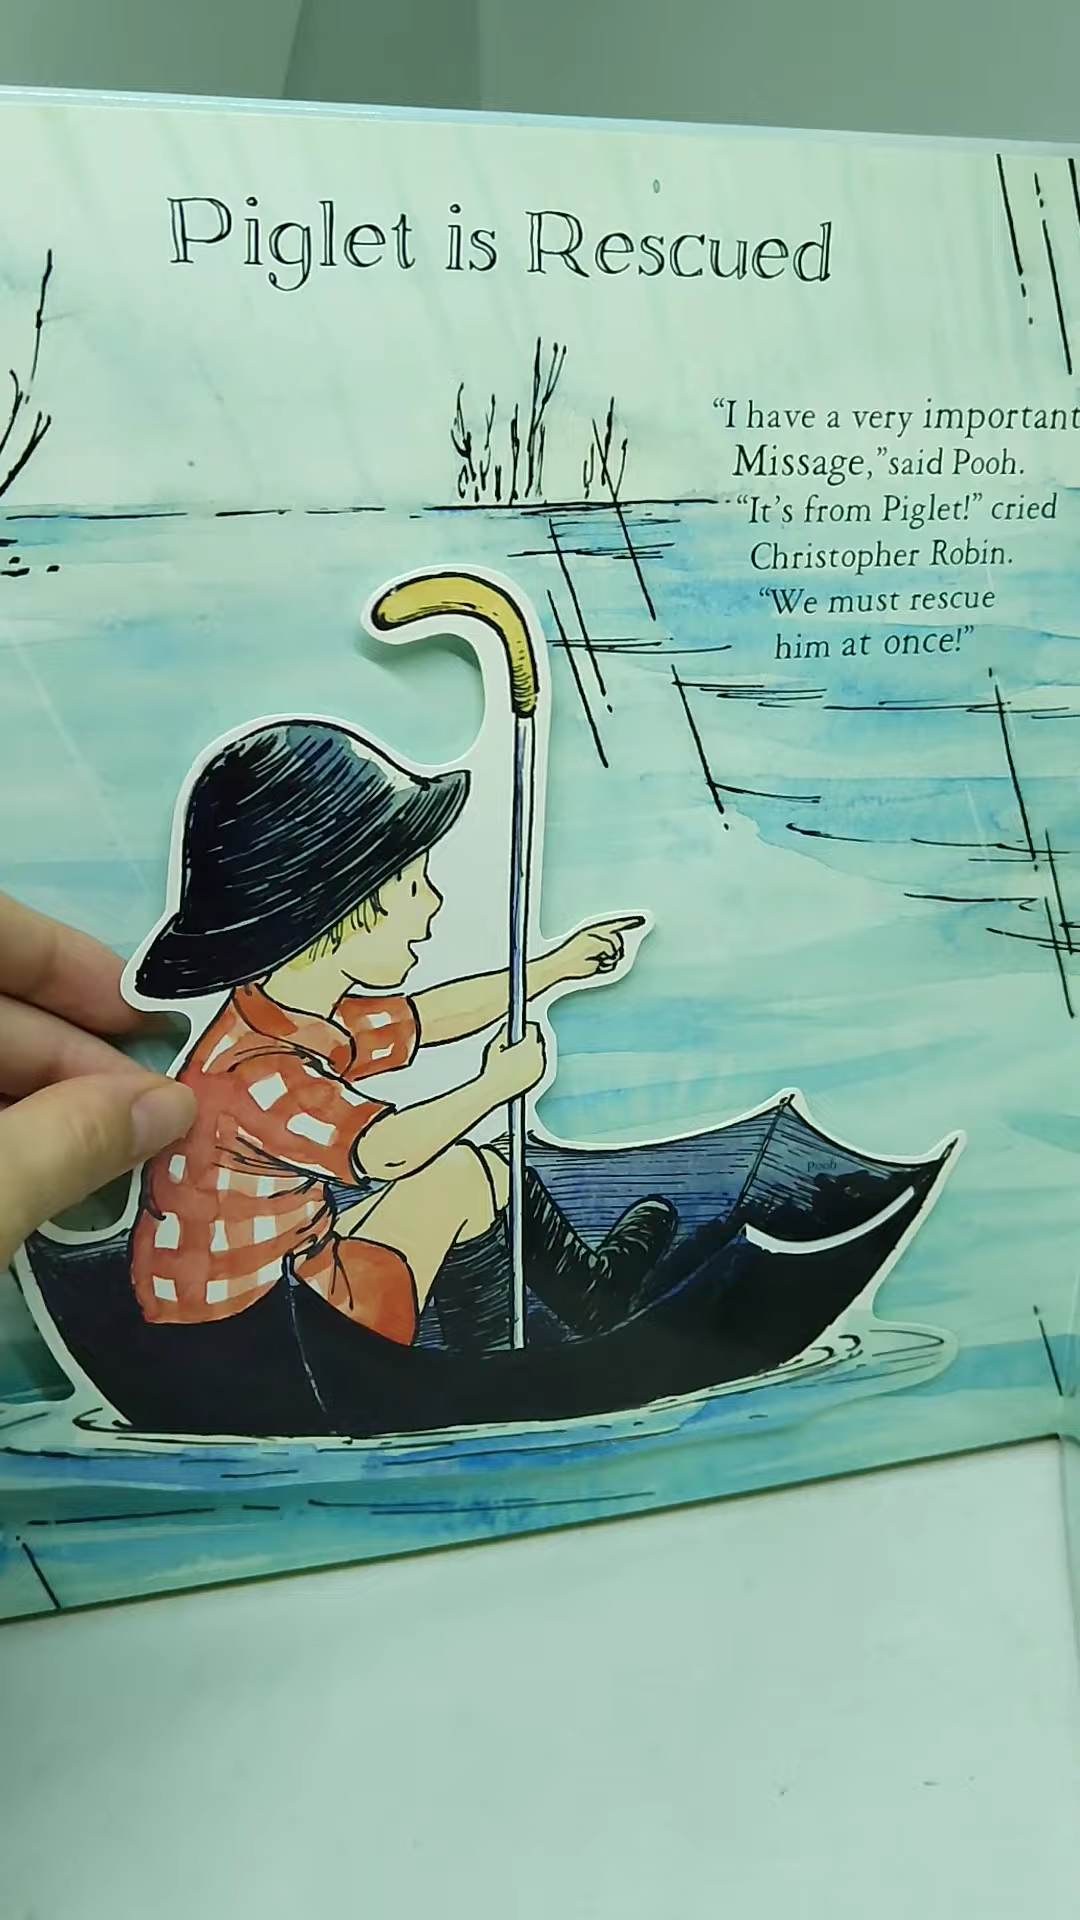 Piglet is Rescued
“I have a very important
Missage,”said Pooh.
“It's from Piglet!” cried
Christopher Robin.
“We must rescue
him at once!”
Pooh